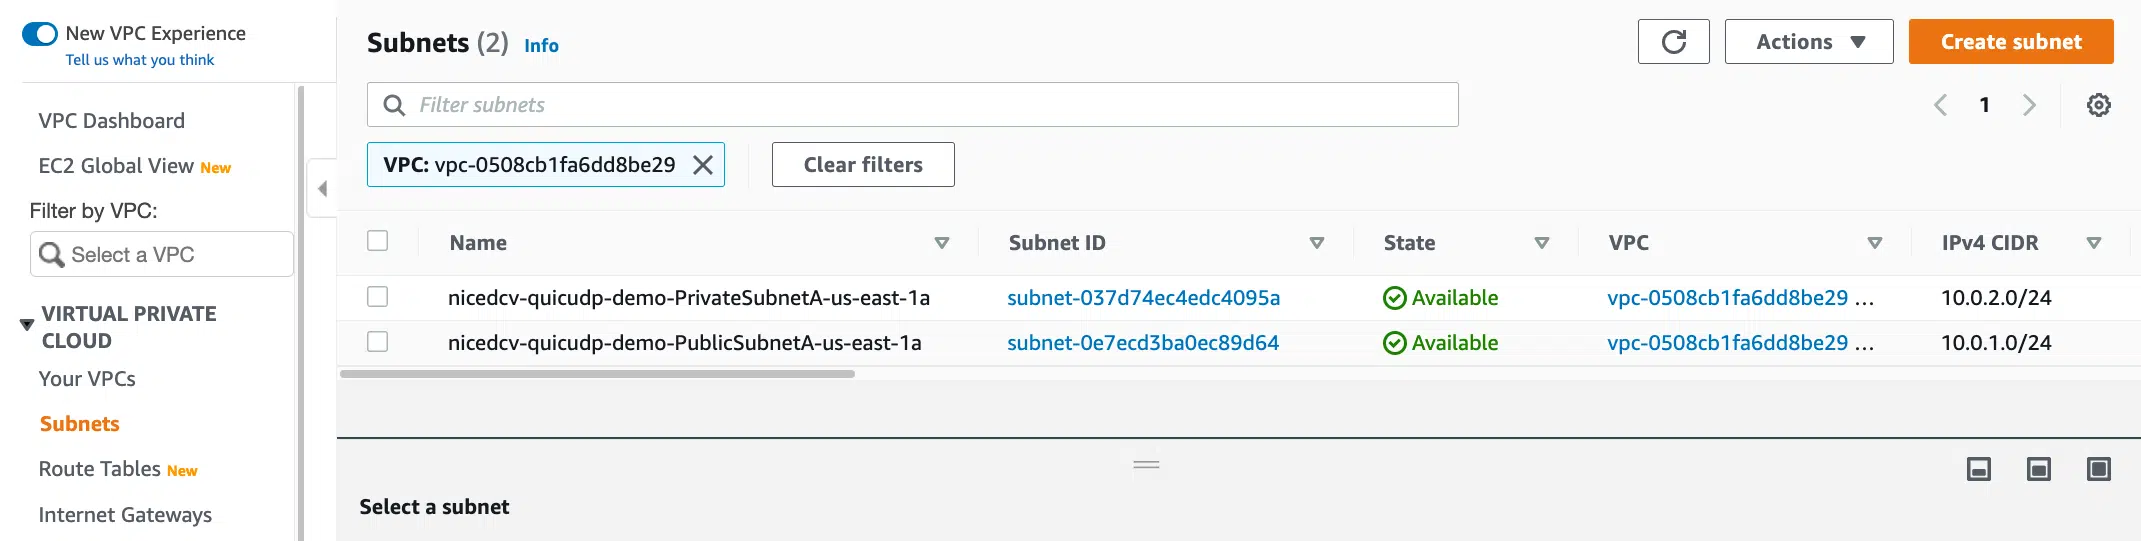 New VPC Experience
Tell us what you think
VPC Dashboard
EC2 Global View New
Filter by VPC:
Select a VPC
VIRTUAL PRIVATE
CLOUD
Your VPCs
Subnets
Route Tables New
Internet Gateways
Subnets (2) Info
Actions
Create subnet
Filter subnets
1
VPC: vpc-0508cb1fa6dd8be29
Clear filters
Name Subnet ID State VPC IPv4 CIDR
nicedcv-quicudp-demo-PrivateSubnetA-us-east-1a subnet-037d74ec4edc4095a Available vpc-0508cb1fa6dd8be29 ... 10.0.2.0/24
nicedcv-quicudp-demo-PublicSubnetA-us-east-1a subnet-0e7ecd3ba0ec89d64 Available vpc-0508cb1fa6dd8be29 ... 10.0.1.0/24
Select a subnet